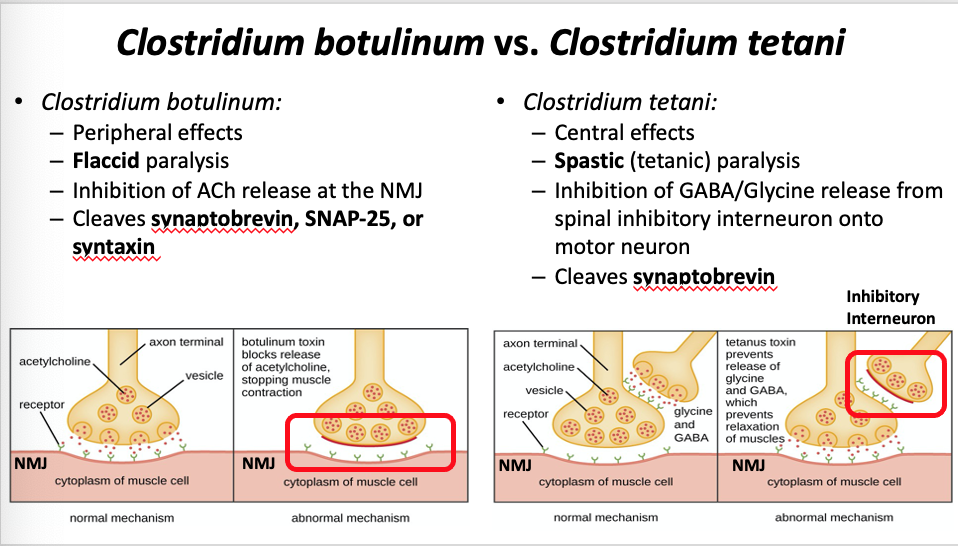 Clostridium botulinum vs. Clostridium tetani
• Clostridium botulinum:
– Peripheral effects
– Flaccid paralysis
– Inhibition of ACh release at the NMJ
– Cleaves synaptobrevin, SNAP-25, or
syntaxin
• Clostridium tetani:
– Central effects
– Spastic (tetanic) paralysis
– Inhibition of GABA/Glycine release from
spinal inhibitory interneuron onto
motor neuron
– Cleaves synaptobrevin
Inhibitory
Interneuron
axon terminal
acetylcholine
vesicle
receptor
NMJ
cytoplasm of muscle cell
normal mechanism
botulinum toxin
blocks release
of acetylcholine,
stopping muscle
contraction
NMJ
cytoplasm of muscle cell
abnormal mechanism
axon terminal
acetylcholine
vesicle
receptor
glycine
and
GABA
NMJ
cytoplasm of muscle cell
normal mechanism
tetanus toxin
prevents
release of
glycine
and GABA,
which
prevents
relaxation
of muscles
NMJ
cytoplasm of muscle cell
abnormal mechanism